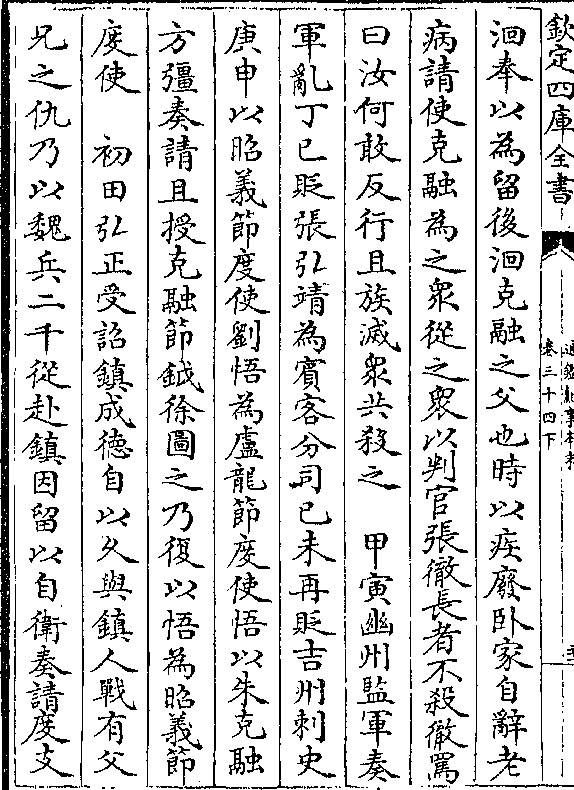 欽定四庫全書
通鑑紀事本末
卷三十四下
洄奉以為留後洄克融之父也時以疾廢卧家自辭老
病請使克融為之衆從之衆以判官張徹長者不殺徹罵
曰汝何敢反行且族滅衆共殺之　甲寅幽州監軍奏
軍亂丁巳貶張弘靖為賓客分司己未再貶吉州刺史
庚申以昭義節度使劉悟為盧龍節度使悟以朱克融
方彊奏請且授克融節鉞徐圖之乃復以悟為昭義節
度使　初田弘正受詔鎮成德自以久與鎮人戰有父
兄之仇乃以魏兵二千從赴鎮因留以自衛奏請度支